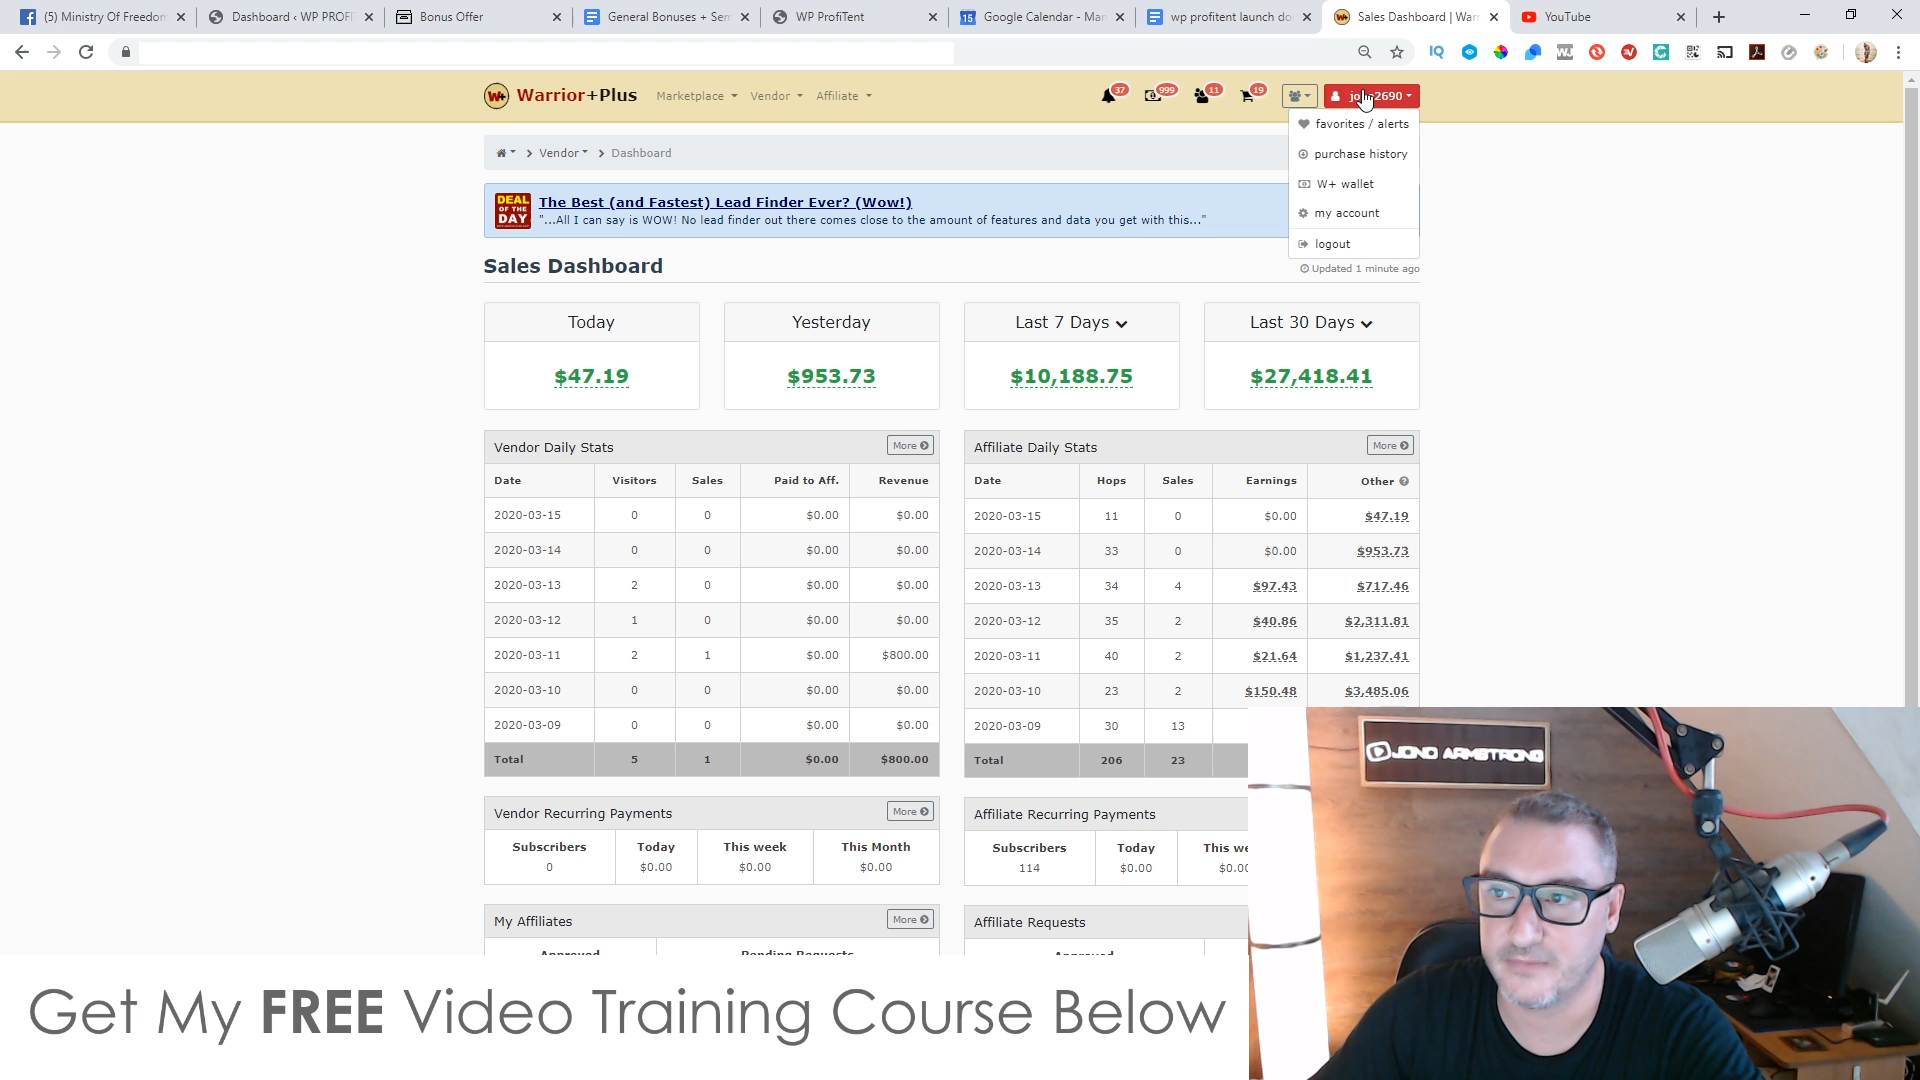 (5) Ministry Of Freedom
Dashboard ‹ WP PROFI
Bonus Offer
General Bonuses + Sem
WP ProfiTent
Google Calendar - Mar
wp profitent launch do
Sales Dashboard | Warr
YouTube
Warrior+Plus
Marketplace
Vendor
Affiliate
37
999
11
19
2690
favorites / alerts
purchase history
W+ wallet
my account
logout
Vendor
Dashboard
DEAL OF THE DAY
The Best (and Fastest) Lead Finder Ever? (Wow!)
"...All I can say is WOW! No lead finder out there comes close to the amount of features and data you get with this..."
Sales Dashboard
Updated 1 minute ago
Today
Yesterday
Last 7 Days
Last 30 Days
$47.19
$953.73
$10,188.75
$27,418.41
Vendor Daily Stats
More
Date Visitors Sales Paid to Aff. Revenue
2020-03-15 0 0 $0.00 $0.00
2020-03-14 0 0 $0.00 $0.00
2020-03-13 2 0 $0.00 $0.00
2020-03-12 1 0 $0.00 $0.00
2020-03-11 2 1 $0.00 $800.00
2020-03-10 0 0 $0.00 $0.00
2020-03-09 0 0 $0.00 $0.00
Total 5 1 $0.00 $800.00
Affiliate Daily Stats
More
Date Hops Sales Earnings Other
2020-03-15 11 0 $0.00 $47.19
2020-03-14 33 0 $0.00 $953.73
2020-03-13 34 4 $97.43 $717.46
2020-03-12 35 2 $40.86 $2,311.81
2020-03-11 40 2 $21.64 $1,237.41
2020-03-10 23 2 $150.48 $3,485.06
2020-03-09 30 13
Total 206 23
Vendor Recurring Payments
More
Subscribers Today This week This Month
0 $0.00 $0.00 $0.00
Affiliate Recurring Payments
Subscribers Today This we
114 $0.00 $0.00
My Affiliates
More
Approved Pending Requests
Affiliate Requests
Approved
JONO ARMSTRONG
Get My FREE Video Training Course Below